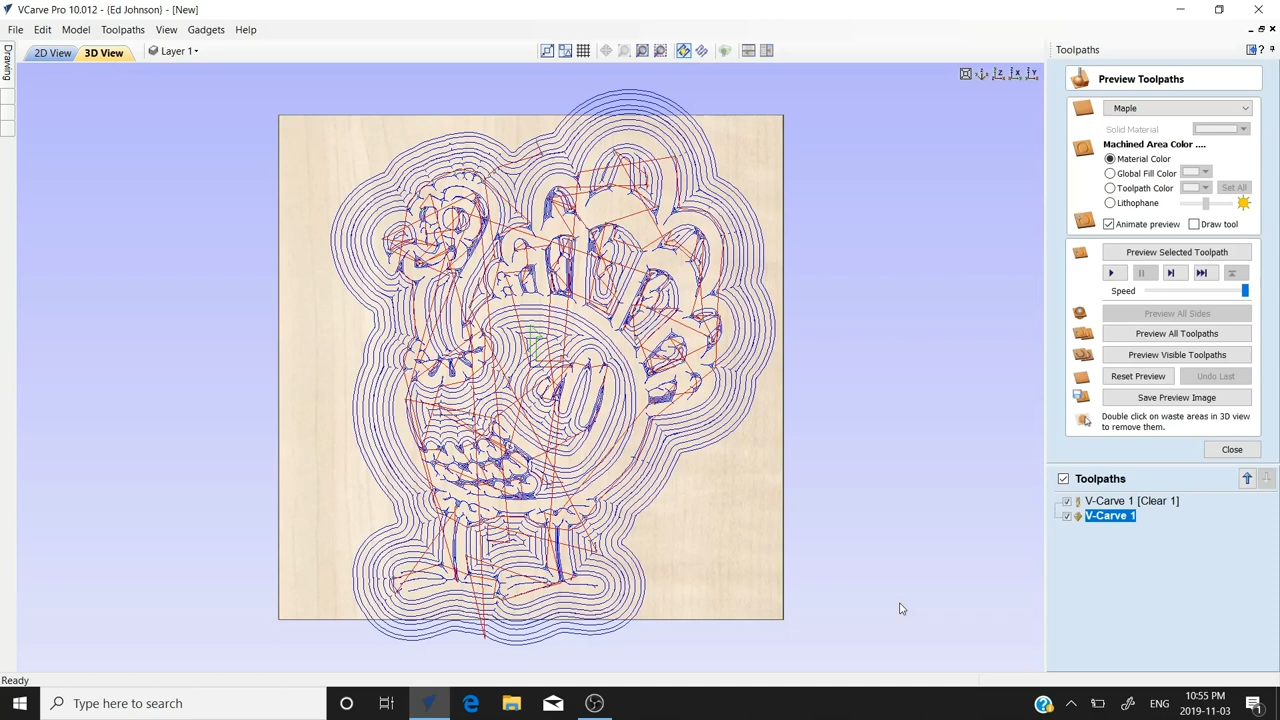 VCarve Pro 10.012 - {Ed Johnson} - [New]
File Edit Model Toolpaths View Gadgets Help
2D View 3D View Layer 1
Drawing
Toolpaths
Preview Toolpaths
Maple
Solid Material
Machined Area Color ....
Material Color
Global Fill Color
Toolpath Color Set All
Lithophane
Animate preview Draw tool
Preview Selected Toolpath
Speed
Preview All Sides
Preview All Toolpaths
Preview Visible Toolpaths
Reset Preview Undo Last
Save Preview Image
Double click on waste areas in 3D view
to remove them.
Close
Toolpaths
V-Carve 1 [Clear 1]
V-Carve 1
Ready
Type here to search
ENG
10:55 PM
2019-11-03
1